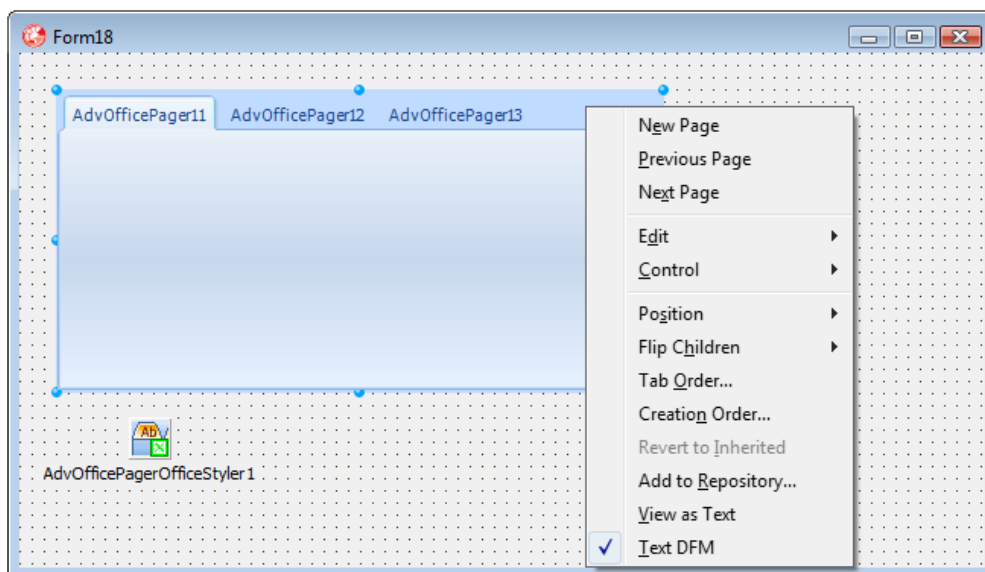 Form18
AdvOfficePager11 AdvOfficePager12 AdvOfficePager13
New Page
Previous Page
Next Page
Edit
Control
Position
Flip Children
Tab Order...
Creation Order...
Revert to Inherited
Add to Repository...
View as Text
Text DFM
Ab
AdvOfficePagerOfficeStyler1